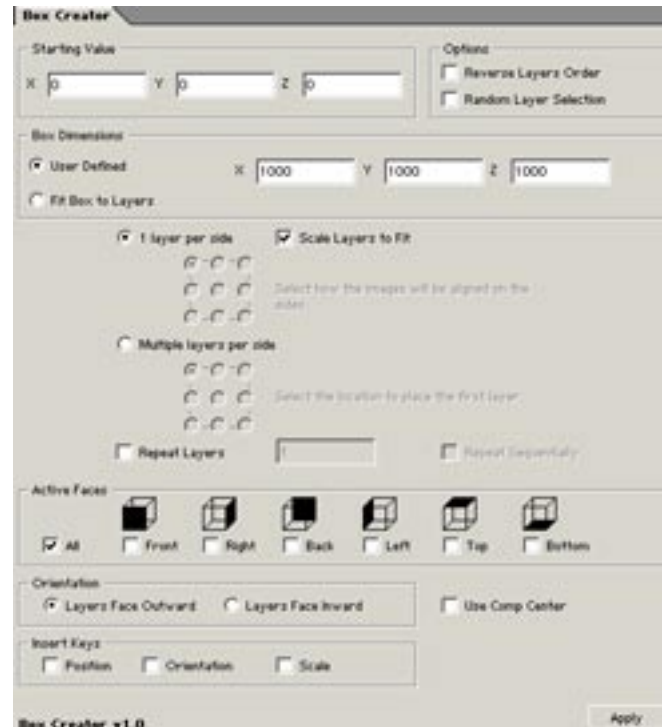 Box Creator
Starting Value
X 0 Y 0 Z 0
Options
Reverse Layers Order
Random Layer Selection
Box Dimensions
User Defined X 1000 Y 1000 Z 1000
Fit Box to Layers
1 layer per side Scale Layers to Fit
Select how the images will be aligned on the
sides
Multiple layers per side
Select the location to place the first layer
Repeat Layers 1 Repeat Sequentially
Active Faces
All Front Right Back Left Top Bottom
Orientation
Layers Face Outward Layers Face Inward
Use Comp Center
Insert Keys
Position Orientation Scale
Box Creator v1.0
Apply